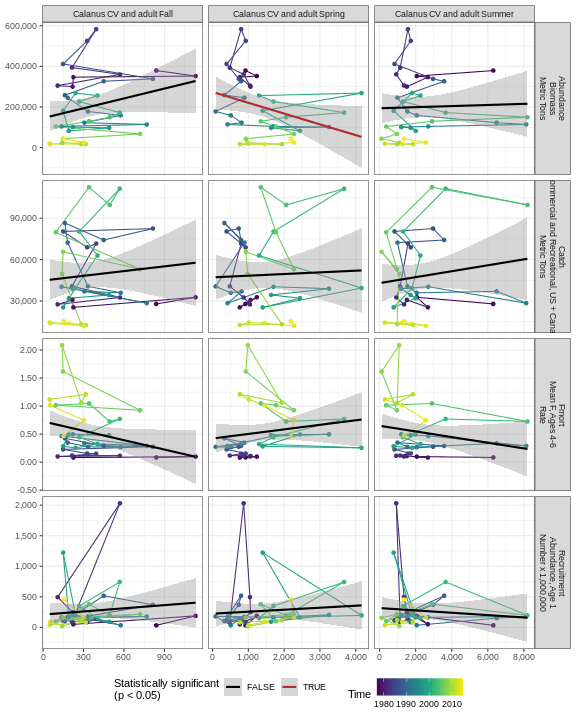 Calanus CV and adult Fall
Calanus CV and adult Spring
Calanus CV and adult Summer
600,000
400,000
200,000
0
Abundance
Biomass
Metric Tons
90,000
60,000
30,000
Catch
ommercial and Recreational, US + Cana
Metric Tons
2.00
1.50
1.00
0.50
0.00
-0.50
Fmort
Mean F, Ages 4-6
Rate
2,000
1,500
1,000
500
0
Recruitment
Abundance, Age 1
Number x 1,000,000
0 300 600 900
0 1,000 2,000 3,000 4,000
0 2,000 4,000 6,000 8,000
Statistically significant
(p < 0.05)
FALSE
TRUE
Time
1980 1990 2000 2010